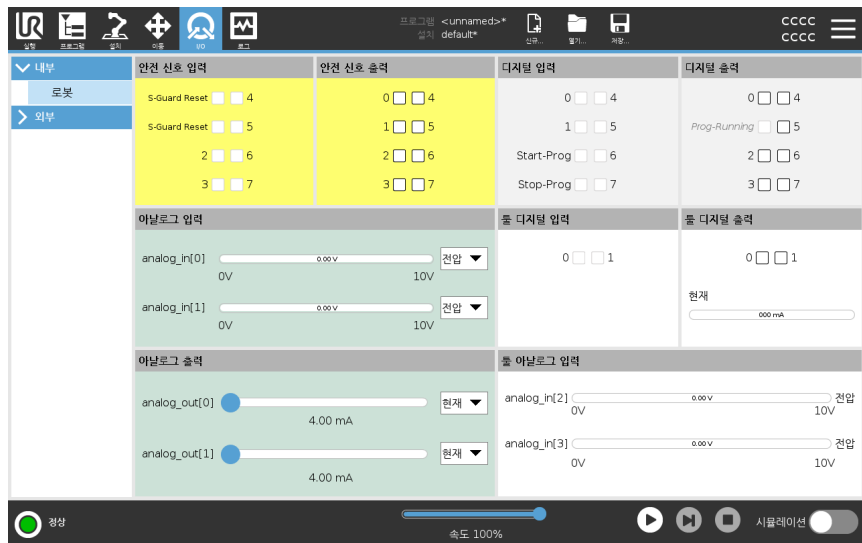 UR
프로그램 <unnamed>*
설치 default*
CCCC
CCCC
실행 프로그램 설치 이동 I/O 로그 신규... 열기... 저장...
내부
로봇
외부
안전 신호 입력
S-Guard Reset 4
S-Guard Reset 5
2 6
3 7
안전 신호 출력
0 4
1 5
2 6
3 7
디지털 입력
0 4
1 5
Start-Prog 6
Stop-Prog 7
디지털 출력
0 4
Prog-Running 5
2 6
3 7
아날로그 입력
analog_in[0] 0.00 V 전압
0V 10V
analog_in[1] 0.00 V 전압
0V 10V
툴 디지털 입력
0 1
툴 디지털 출력
0 1
현재
000 mA
아날로그 출력
analog_out[0] 현재
4.00 mA
analog_out[1] 현재
4.00 mA
툴 아날로그 입력
analog_in[2] 0.00 V 전압
0V 10V
analog_in[3] 0.00 V 전압
0V 10V
정상
속도 100%
시뮬레이션